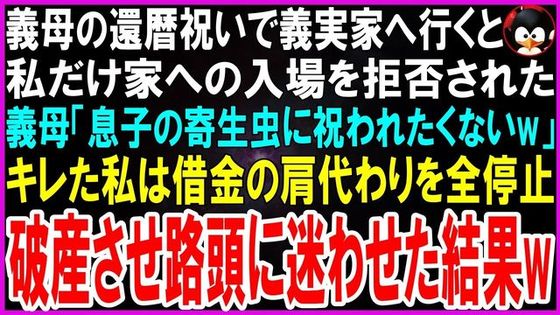 義母の還暦祝いで義実家へ行くと
私だけ家への入場を拒否された
義母「息子の寄生虫に祝われたくないw」
キレた私は借金の肩代わりを全停止
破産させ路頭に迷わせた結果w